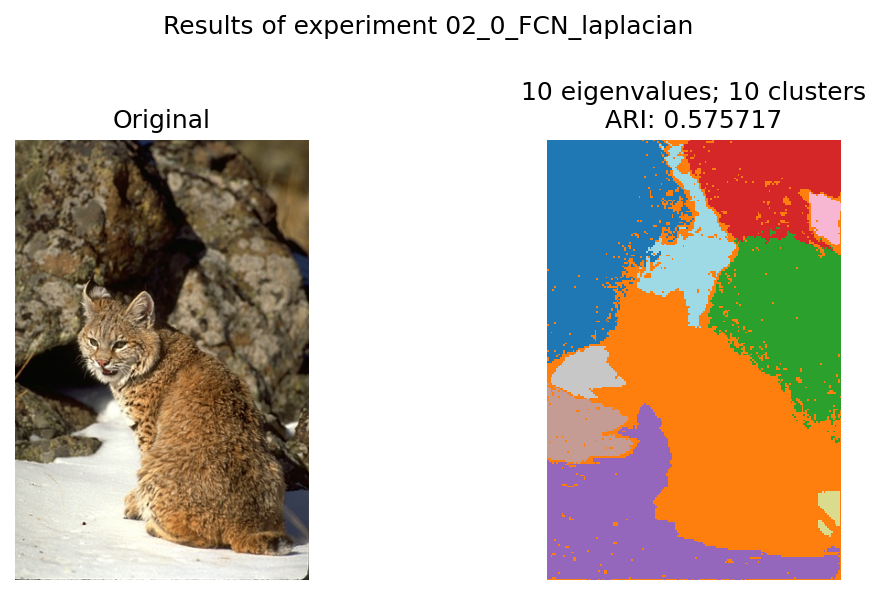 Results of experiment 02_0_FCN_laplacian
Original
10 eigenvalues; 10 clusters
ARI: 0.575717